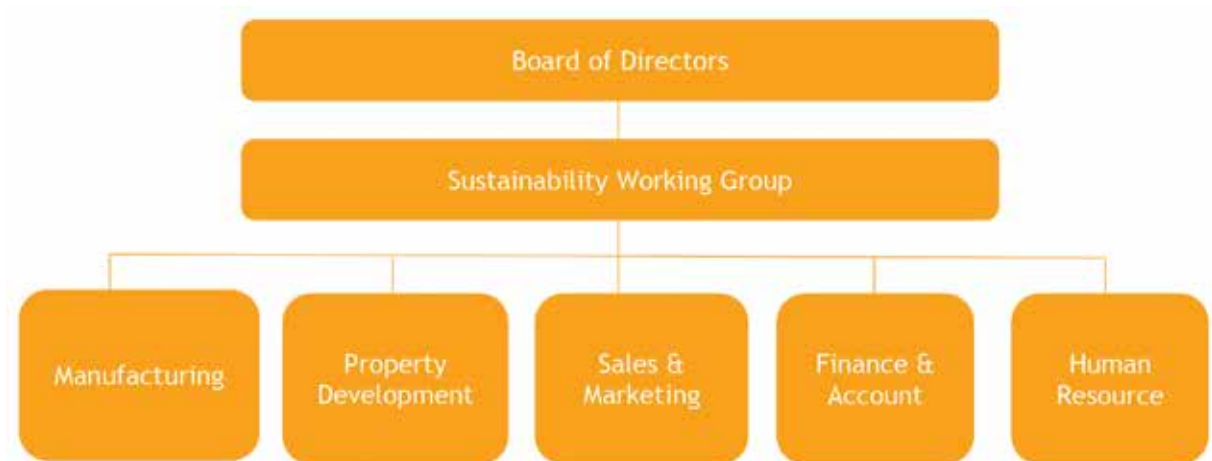 Board of Directors
Sustainability Working Group
Manufacturing
Property
Development
Sales &
Marketing
Finance &
Account
Human
Resource